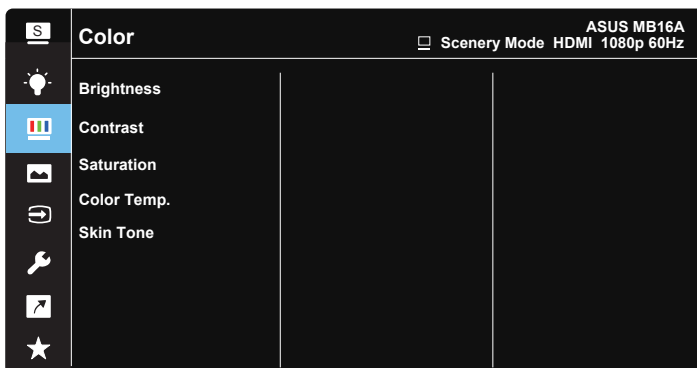 S
Color
ASUS MB16A
Scenery Mode HDMI 1080p 60Hz
Brightness
Contrast
Saturation
Color Temp.
Skin Tone